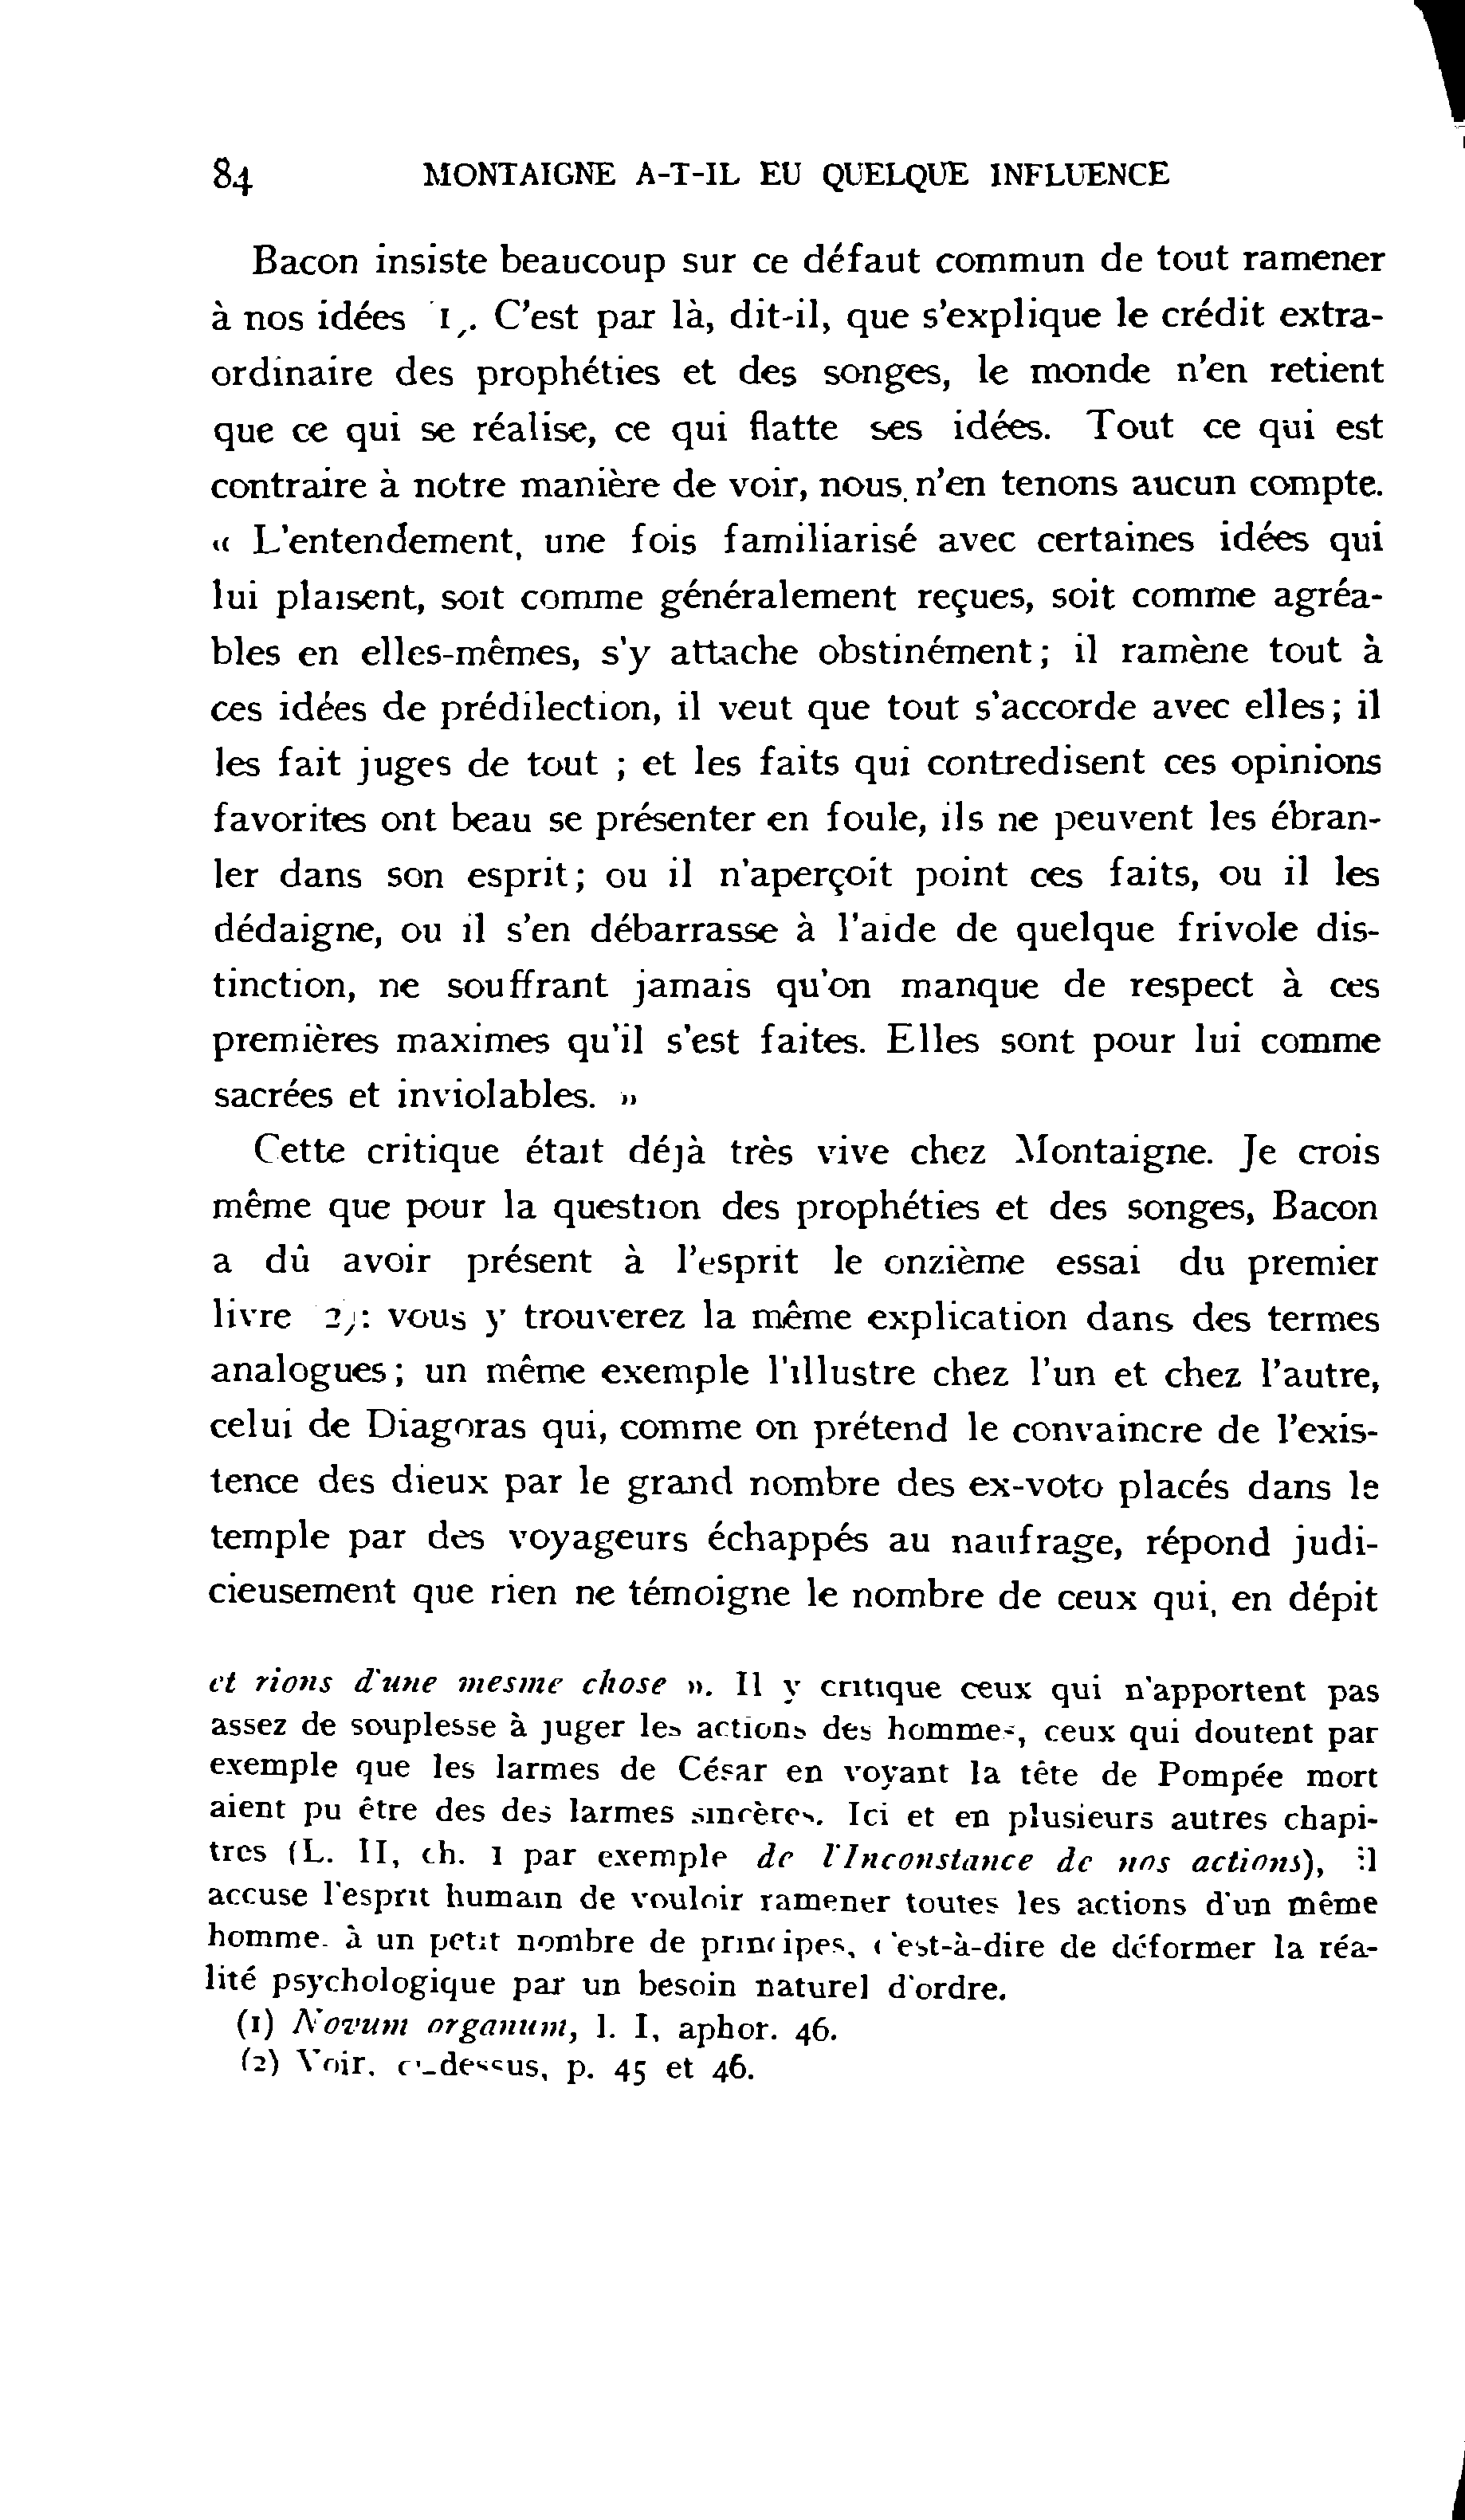 84 MONTAIGNE A-T-IL EU QUELQUE INFLUENCE
Bacon insiste beaucoup sur ce défaut commun de tout ramener
à nos idées (1). C'est par là, dit-il, que s'explique le crédit extra-
ordinaire des prophéties et des songes, le monde n'en retient
que ce qui se réalise, ce qui flatte ses idées. Tout ce qui est
contraire à notre manière de voir, nous n'en tenons aucun compte.
« L'entendement, une fois familiarisé avec certaines idées qui
lui plaisent, soit comme généralement reçues, soit comme agréa-
bles en elles-mêmes, s'y attache obstinément ; il ramène tout à
ces idées de prédilection, il veut que tout s'accorde avec elles ; il
les fait juges de tout ; et les faits qui contredisent ces opinions
favorites ont beau se présenter en foule, ils ne peuvent les ébran-
ler dans son esprit ; ou il n'aperçoit point ces faits, ou il les
dédaigne, ou il s'en débarrasse à l'aide de quelque frivole dis-
tinction, ne souffrant jamais qu'on manque de respect à ces
premières maximes qu'il s'est faites. Elles sont pour lui comme
sacrées et inviolables. »
Cette critique était déjà très vive chez Montaigne. Je crois
même que pour la question des prophéties et des songes, Bacon
a dû avoir présent à l'esprit le onzième essai du premier
livre (2) : vous y trouverez la même explication dans des termes
analogues ; un même exemple l'illustre chez l'un et chez l'autre,
celui de Diagoras qui, comme on prétend le convaincre de l'exis-
tence des dieux par le grand nombre des ex-voto placés dans le
temple par des voyageurs échappés au naufrage, répond judi-
cieusement que rien ne témoigne le nombre de ceux qui, en dépit
et rions d'une mesme chose ». Il y critique ceux qui n'apportent pas
assez de souplesse à juger les actions des hommes, ceux qui doutent par
exemple que les larmes de César en voyant la tête de Pompée mort
aient pu être des des larmes sincères. Ici et en plusieurs autres chapi-
tres (L. II, ch. 1 par exemple de l'Inconstance de nos actions), il
accuse l'esprit humain de vouloir ramener toutes les actions d'un même
homme. à un petit nombre de principes, c'est-à-dire de déformer la réa-
lité psychologique par un besoin naturel d'ordre.
(1) Novum organum, l. I, aphor. 46.
(2) Voir. ci-dessus, p. 45 et 46.